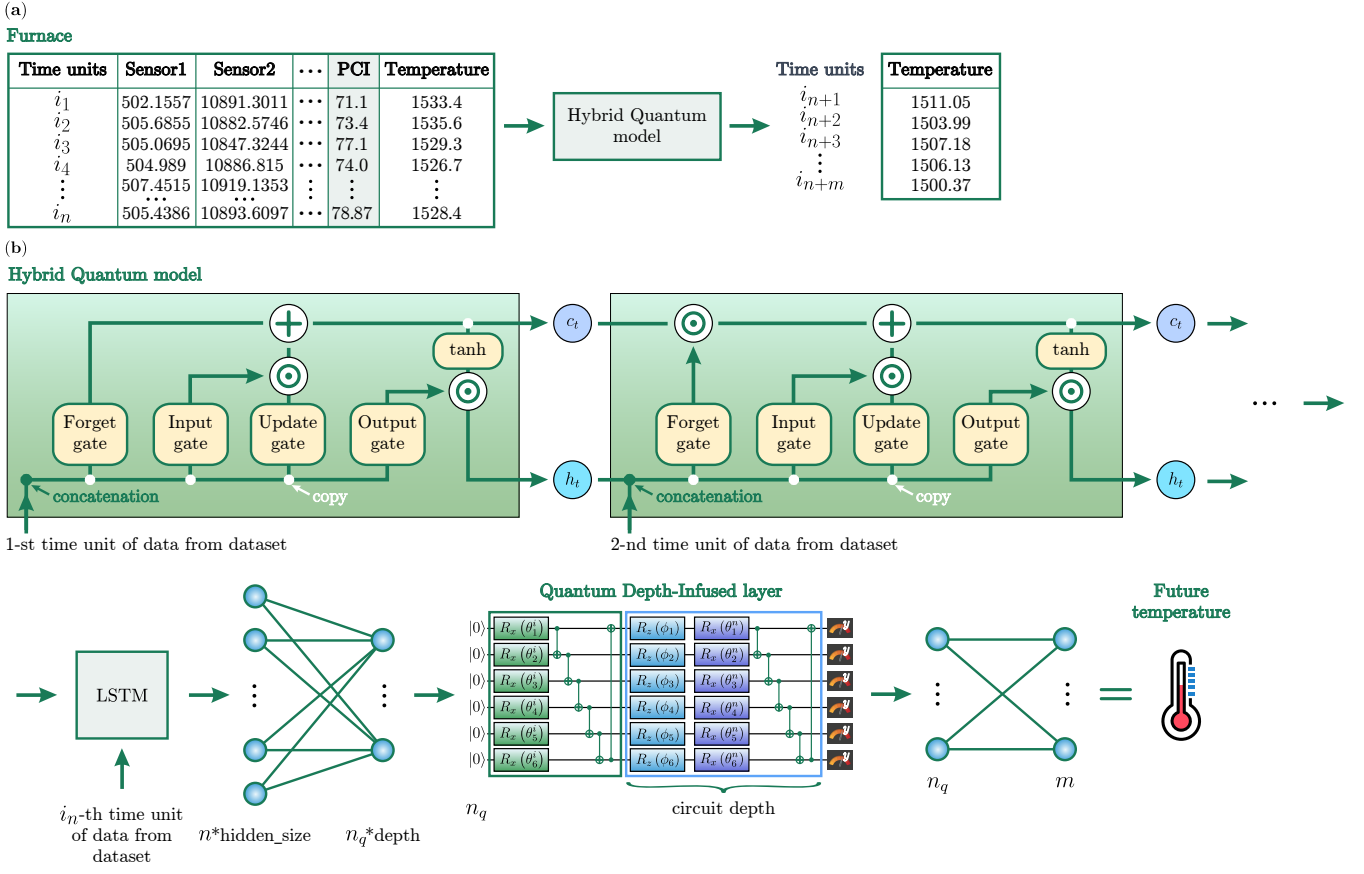 (a)
Furnace
Time units Sensor1 Sensor2 ⋯ PCI Temperature
i₁ 502.1557 10891.3011 ⋯ 71.1 1533.4
i₂ 505.6855 10882.5746 ⋯ 73.4 1535.6
i₃ 505.0695 10847.3244 ⋯ 77.1 1529.3
i₄ 504.989 10886.815 ⋯ 74.0 1526.7
⋮ 507.4515 10919.1353 ⋮ ⋮ ⋮
... ...
iₙ 505.4386 10893.6097 ⋯ 78.87 1528.4
Hybrid Quantum
model
Time units Temperature
iₙ₊₁ 1511.05
iₙ₊₂ 1503.99
iₙ₊₃ 1507.18
⋮ 1506.13
iₙ₊ₘ 1500.37
(b)
Hybrid Quantum model
Forget
gate
Input
gate
Update
gate
Output
gate
tanh
concatenation
copy
cₜ
hₜ
1-st time unit of data from dataset
Forget
gate
Input
gate
Update
gate
Output
gate
tanh
concatenation
copy
cₜ
hₜ
...
2-nd time unit of data from dataset
LSTM
iₙ-th time unit
of data from
dataset
⋮
n*hidden_size
⋮
n_q*depth
Quantum Depth-Infused layer
|0⟩ Rₓ(θ₁ⁱ) R_z(ϕ₁) Rₓ(θ₁ⁿ) y
|0⟩ Rₓ(θ₂ⁱ) R_z(ϕ₂) Rₓ(θ₂ⁿ) y
|0⟩ Rₓ(θ₃ⁱ) R_z(ϕ₃) Rₓ(θ₃ⁿ) y
|0⟩ Rₓ(θ₄ⁱ) R_z(ϕ₄) Rₓ(θ₄ⁿ) y
|0⟩ Rₓ(θ₅ⁱ) R_z(ϕ₅) Rₓ(θ₅ⁿ) y
|0⟩ Rₓ(θ₆ⁱ) R_z(ϕ₆) Rₓ(θ₆ⁿ) y
n_q
circuit depth
⋮ ⋮
n_q m
=
Future
temperature